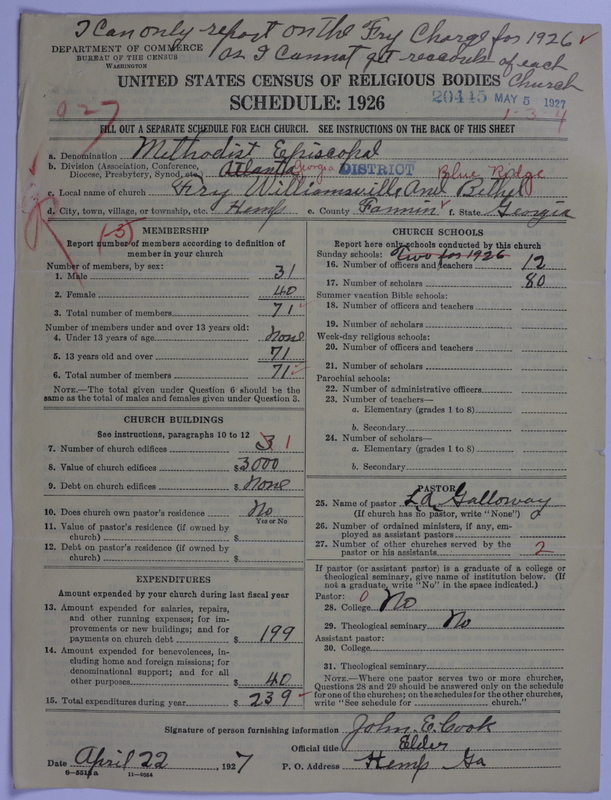 I can only report on the Fry Charge for 1926
as I cannot get records of each
Church
DEPARTMENT OF COMMERCE
BUREAU OF THE CENSUS
WASHINGTON
UNITED STATES CENSUS OF RELIGIOUS BODIES
SCHEDULE: 1926
20415 MAY 5 1927
927
1-3-4
FILL OUT A SEPARATE SCHEDULE FOR EACH CHURCH. SEE INSTRUCTIONS ON THE BACK OF THIS SHEET
a. Denomination Methodist Episcopal
b. Division (Association, Conference, Diocese, Presbytery, Synod, etc.) Atlanta Georgia DISTRICT Blue Ridge
c. Local name of church Fry Williamsville and Bethel
d. City, town, village, or township, etc. Hemp e. County Fannin f. State Georgia
(3)
MEMBERSHIP
Report number of members according to definition of
member in your church
Number of members, by sex:
1. Male 31
2. Female 40
3. Total number of members 71
Number of members under and over 13 years old:
4. Under 13 years of age None
5. 13 years old and over 71
6. Total number of members 71
NOTE.—The total given under Question 6 should be the
same as the total of males and females given under Question 3.
CHURCH BUILDINGS
See instructions, paragraphs 10 to 12
7. Number of church edifices 3 1
8. Value of church edifices $3000
9. Debt on church edifices $ None
10. Does church own pastor's residence No
Yes or No
11. Value of pastor's residence (if owned by
church) $
12. Debt on pastor's residence (if owned by
church) $
EXPENDITURES
Amount expended by your church during last fiscal year
13. Amount expended for salaries, repairs,
and other running expenses; for im-
provements or new buildings; and for
payments on church debt $ 199
14. Amount expended for benevolences, in-
cluding home and foreign missions; for
denominational support; and for all
other purposes $ 40
15. Total expenditures during year $ 239
CHURCH SCHOOLS
Report here only schools conducted by this church
Sunday schools: Two for 1926
16. Number of officers and teachers 12
17. Number of scholars 80
Summer vacation Bible schools:
18. Number of officers and teachers
19. Number of scholars
Week-day religious schools:
20. Number of officers and teachers
21. Number of scholars
Parochial schools:
22. Number of administrative officers
23. Number of teachers—
a. Elementary (grades 1 to 8)
b. Secondary
24. Number of scholars—
a. Elementary (grades 1 to 8)
b. Secondary
PASTOR
25. Name of pastor L A Galloway
(If church has no pastor, write "None")
26. Number of ordained ministers, if any, em-
ployed as assistant pastors
27. Number of other churches served by the
pastor or his assistants 2
If pastor (or assistant pastor) is a graduate of a college or
theological seminary, give name of institution below. (If
not a graduate, write "No" in the space indicated.)
Pastor: 0
28. College No
29. Theological seminary No
Assistant pastor:
30. College
31. Theological seminary
NOTE.—Where one pastor serves two or more churches,
Questions 28 and 29 should be answered only on the schedule
for one of the churches; on the schedules for the other churches,
write "See schedule for church."
Signature of person furnishing information John E. Cook
Official title Elder
Date April 22, 1927 P. O. Address Hemp Ga
8-5518a 11-9054